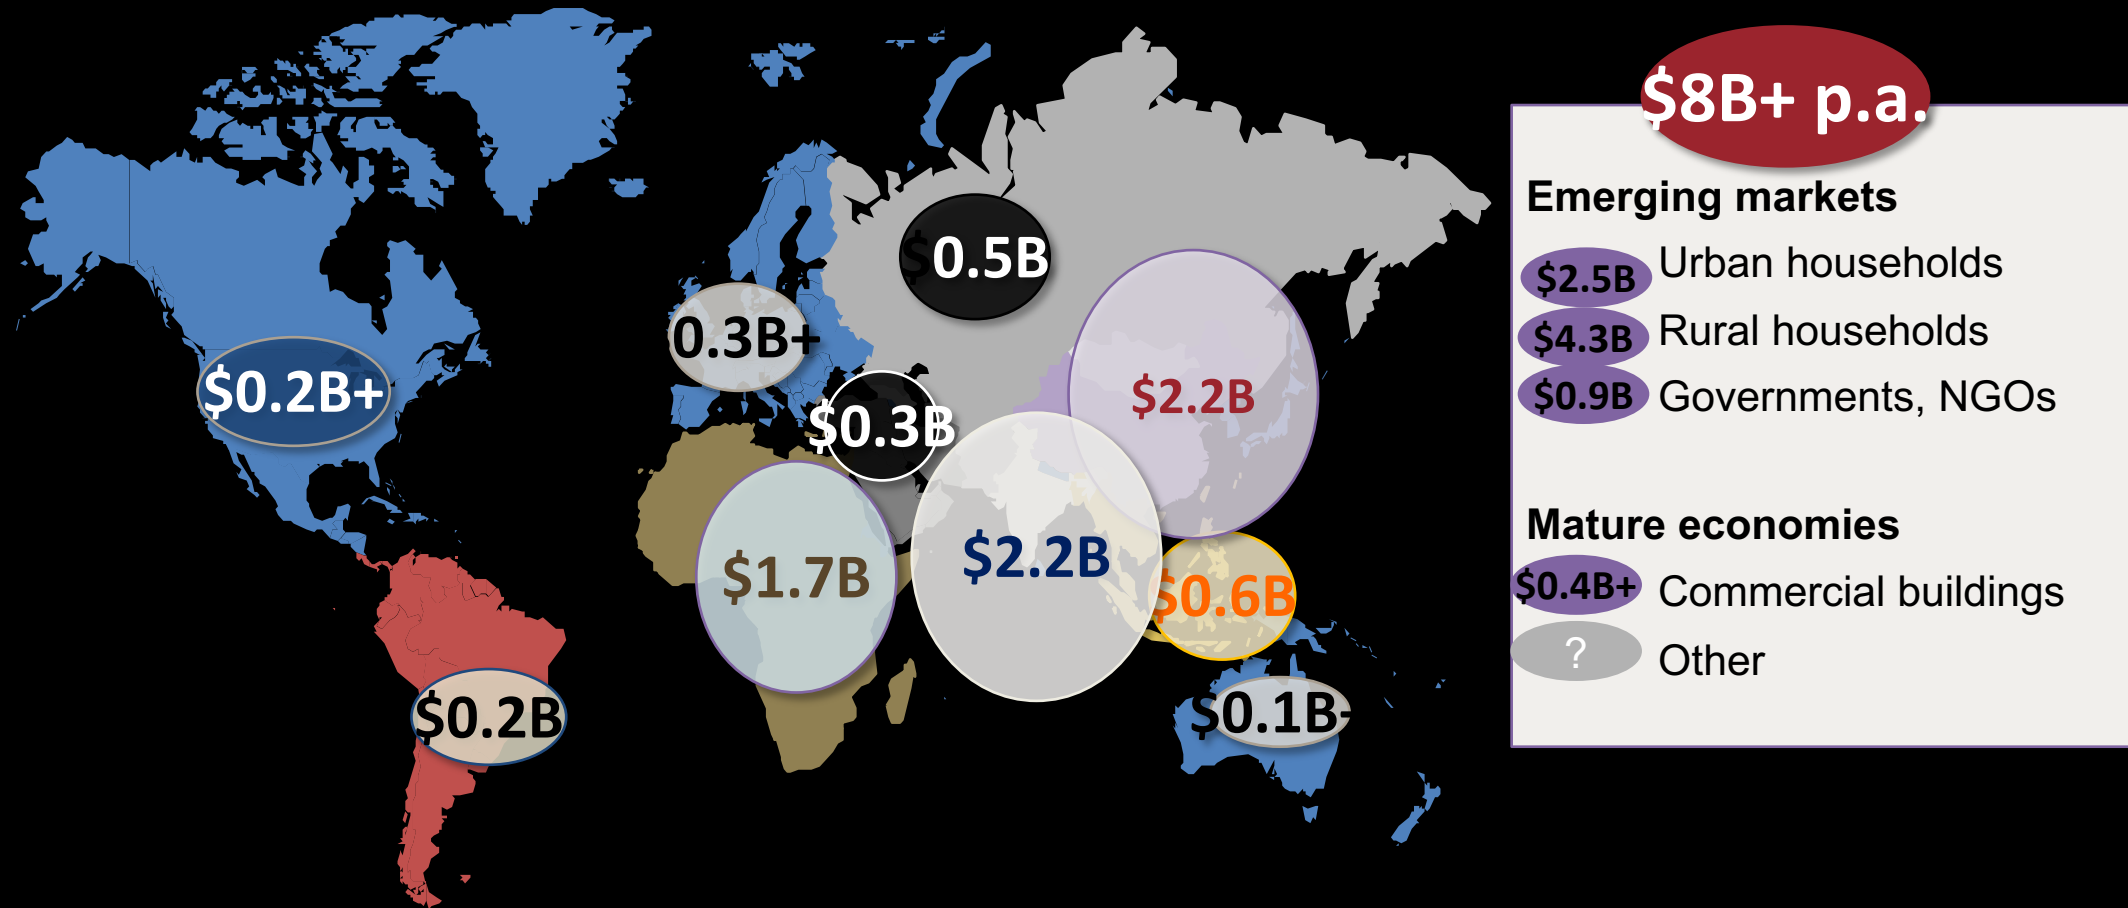 $8B+ p.a.
$0.5B
0.3B+
$0.2B+
$0.3B
$2.2B
$1.7B
$2.2B
$0.6B
$0.2B
$0.1B+
Emerging markets
$2.5B Urban households
$4.3B Rural households
$0.9B Governments, NGOs
Mature economies
$0.4B+ Commercial buildings
? Other